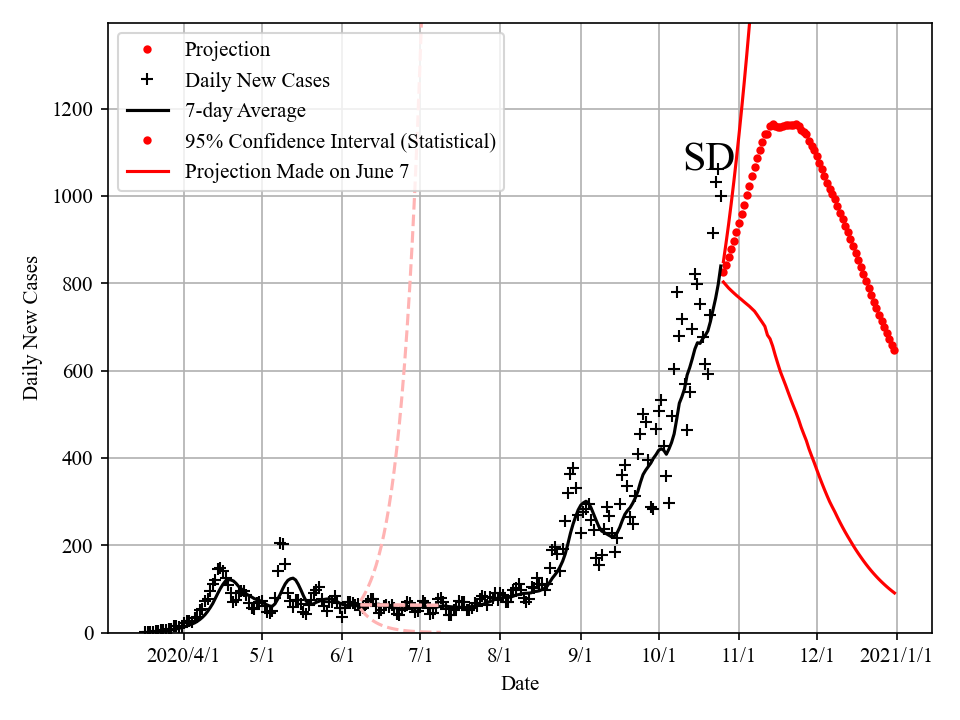 Projection
Daily New Cases
7-day Average
95% Confidence Interval (Statistical)
Projection Made on June 7
SD
Daily New Cases
1200
1000
800
600
400
200
0
2020/4/1 5/1 6/1 7/1 8/1 9/1 10/1 11/1 12/1 2021/1/1
Date